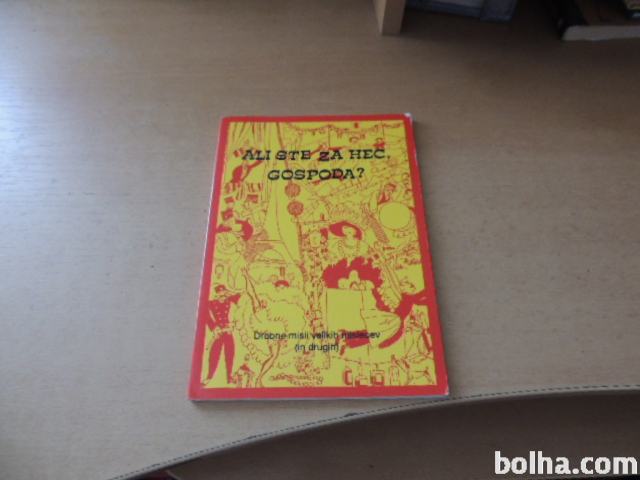 ALI STE ZA HEC,
GOSPODA?
Drobne misli velikih mislecev
(in drugih)
bolha.com